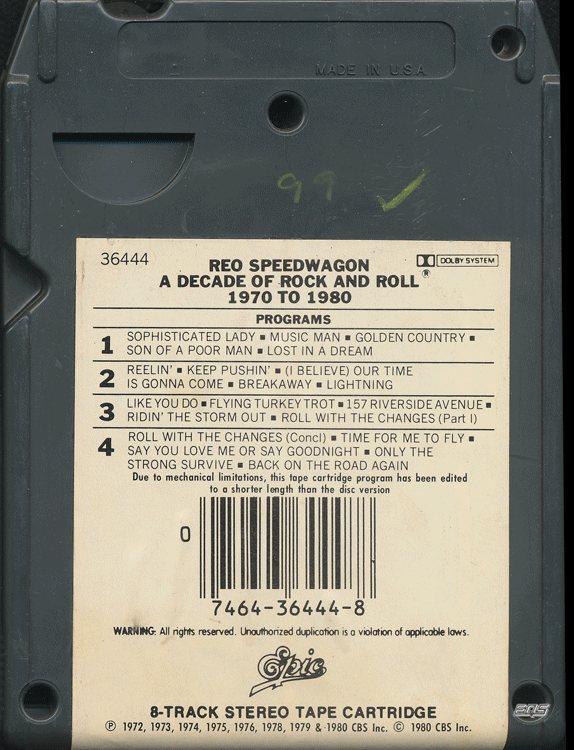 MADE IN U.S.A
99 ✓
36444
REO SPEEDWAGON
DOLBY SYSTEM
®
A DECADE OF ROCK AND ROLL
1970 TO 1980
PROGRAMS
1 SOPHISTICATED LADY ▪ MUSIC MAN ▪ GOLDEN COUNTRY ▪
SON OF A POOR MAN ▪ LOST IN A DREAM
2 REELIN' ▪ KEEP PUSHIN' ▪ (I BELIEVE) OUR TIME
IS GONNA COME ▪ BREAKAWAY ▪ LIGHTNING
3 LIKE YOU DO ▪ FLYING TURKEY TROT ▪ 157 RIVERSIDE AVENUE ▪
RIDIN' THE STORM OUT ▪ ROLL WITH THE CHANGES (Part I)
4 ROLL WITH THE CHANGES (Concl) ▪ TIME FOR ME TO FLY ▪
SAY YOU LOVE ME OR SAY GOODNIGHT ▪ ONLY THE
STRONG SURVIVE ▪ BACK ON THE ROAD AGAIN
Due to mechanical limitations, this tape cartridge program has been edited
to a shorter length than the disc version
0
7464-36444-8
WARNING: All rights reserved. Unauthorized duplication is a violation of applicable laws.
Epic
8-TRACK STEREO TAPE CARTRIDGE
℗ 1972, 1973, 1974, 1975, 1976, 1978, 1979 & 1980 CBS Inc. © 1980 CBS Inc.